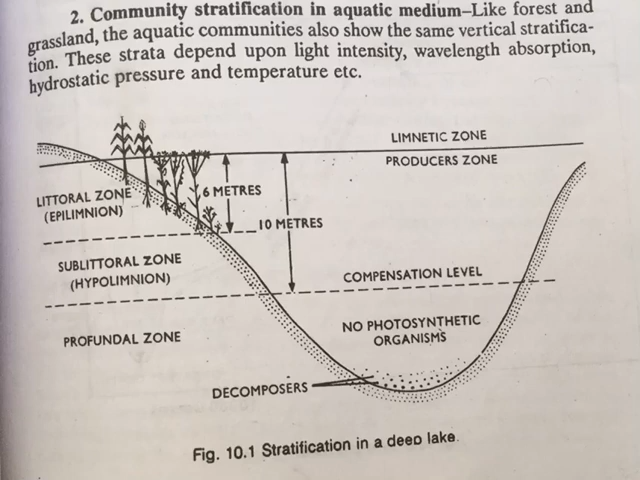 2. Community stratification in aquatic medium–Like forest and
grassland, the aquatic communities also show the same vertical stratifica-
tion. These strata depend upon light intensity, wavelength absorption,
hydrostatic pressure and temperature etc.
LIMNETIC ZONE
PRODUCERS ZONE
LITTORAL ZONE
(EPILIMNION)
6 METRES
10 METRES
SUBLITTORAL ZONE
(HYPOLIMNION)
COMPENSATION LEVEL
PROFUNDAL ZONE
NO PHOTOSYNTHETIC
ORGANISMS
DECOMPOSERS
Fig. 10.1 Stratification in a deep lake.